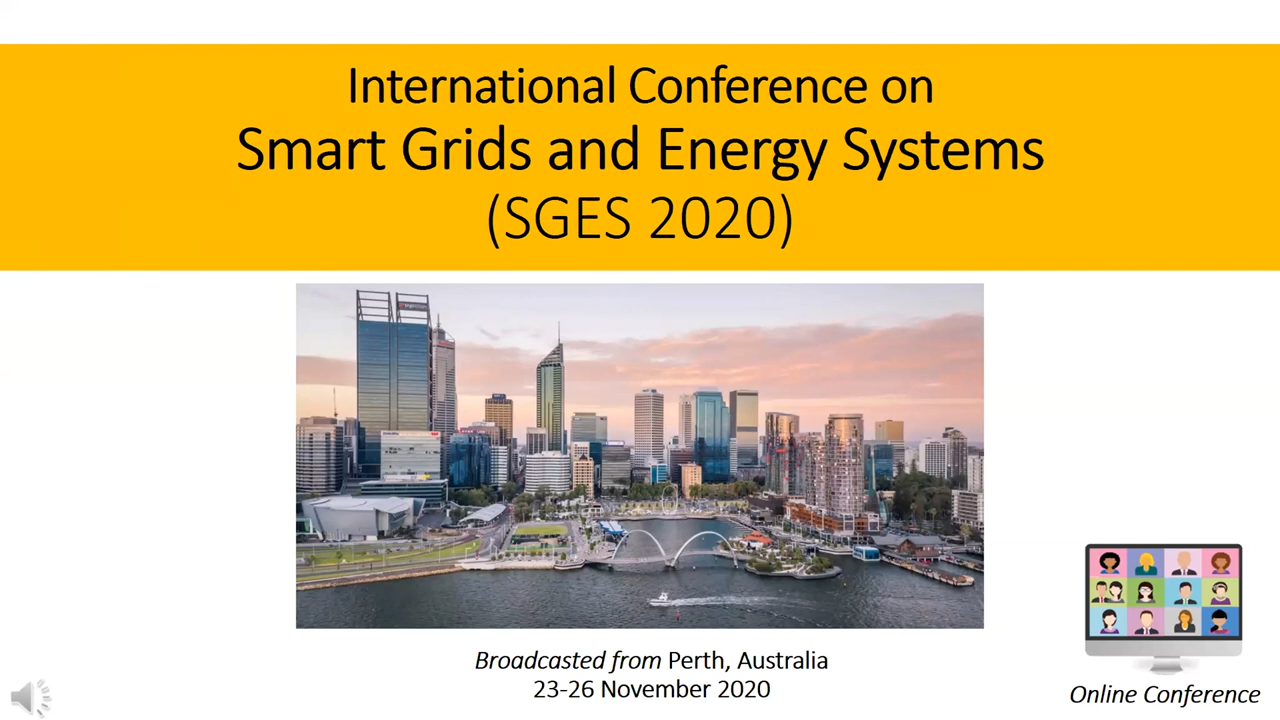 International Conference on
Smart Grids and Energy Systems
(SGES 2020)
Broadcasted from Perth, Australia
23-26 November 2020
Online Conference